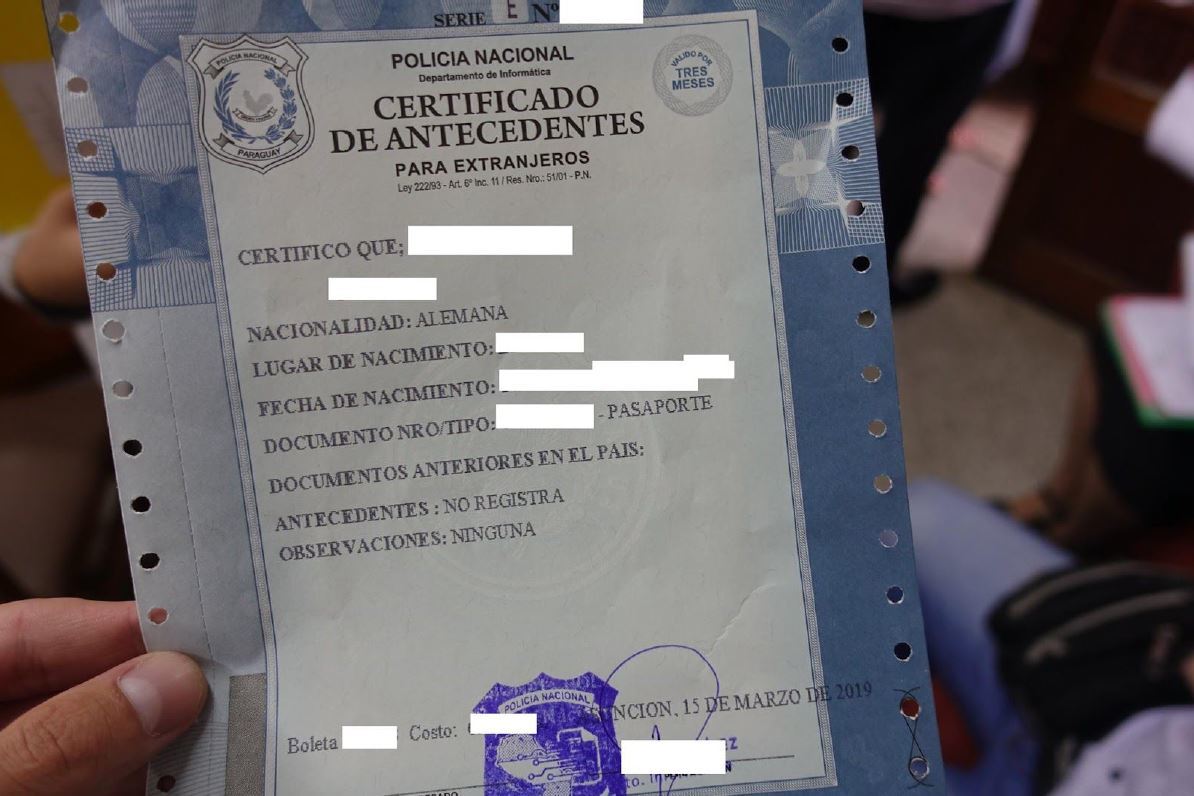 SERIE E Nº
POLICIA NACIONAL
PARAGUAY
POLICIA NACIONAL
Departamento de Informática
CERTIFICADO
DE ANTECEDENTES
PARA EXTRANJEROS
Ley 222/93 - Art. 6º Inc. 11 / Res. Nro.: 51/01 - P.N.
VALIDO POR
TRES
MESES
CERTIFICO QUE;
NACIONALIDAD: ALEMANA
LUGAR DE NACIMIENTO:
FECHA DE NACIMIENTO:
DOCUMENTO NRO/TIPO: - PASAPORTE
DOCUMENTOS ANTERIORES EN EL PAIS:
ANTECEDENTES : NO REGISTRA
OBSERVACIONES: NINGUNA
POLICIA NACIONAL
15 DE MARZO DE 2019
Boleta Costo: